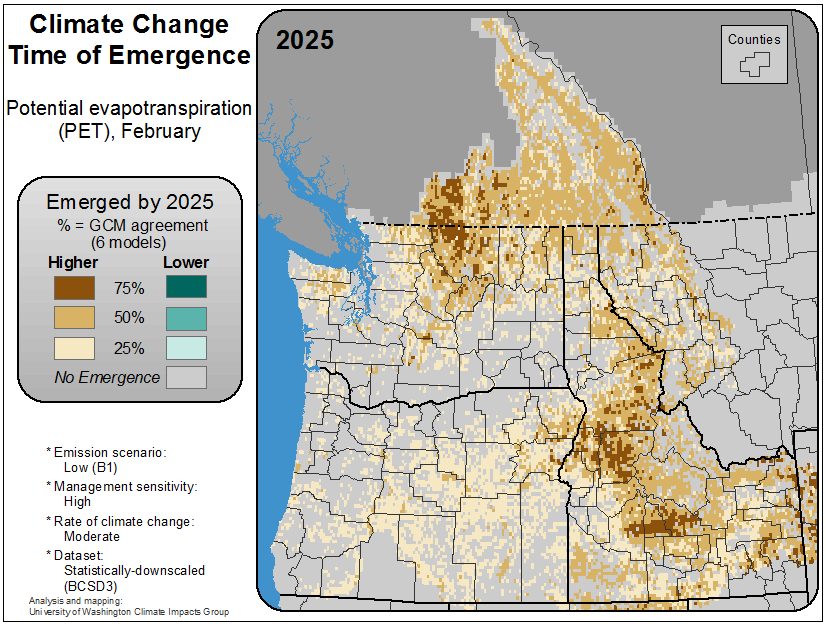 Climate Change
Time of Emergence
Potential evapotranspiration
(PET), February
Emerged by 2025
% = GCM agreement
(6 models)
Higher Lower
75%
50%
25%
No Emergence
* Emission scenario:
Low (B1)
* Management sensitivity:
High
* Rate of climate change:
Moderate
* Dataset:
Statistically-downscaled
(BCSD3)
Analysis and mapping:
University of Washington Climate Impacts Group
2025
Counties